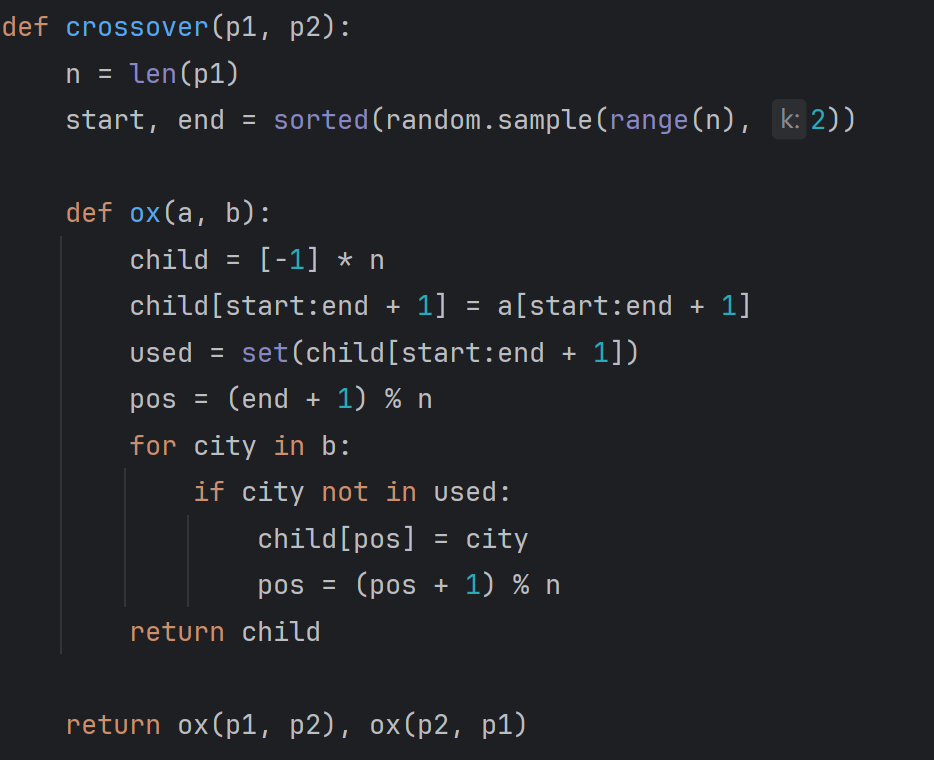 def crossover(p1, p2):
    n = len(p1)
    start, end = sorted(random.sample(range(n), k: 2))

    def ox(a, b):
        child = [-1] * n
        child[start:end + 1] = a[start:end + 1]
        used = set(child[start:end + 1])
        pos = (end + 1) % n
        for city in b:
            if city not in used:
                child[pos] = city
                pos = (pos + 1) % n
        return child

    return ox(p1, p2), ox(p2, p1)